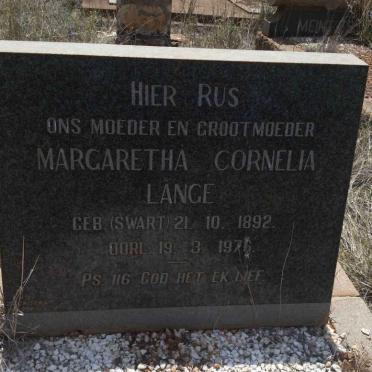 HIER RUS
ONS MOEDER EN GROOTMOEDER
MARGARETHA CORNELIA
LANGE
GEB (SWART) 21. 10. 1892.
OORL. 19. 3. 
PS. 116 GOD HET EK LIEF